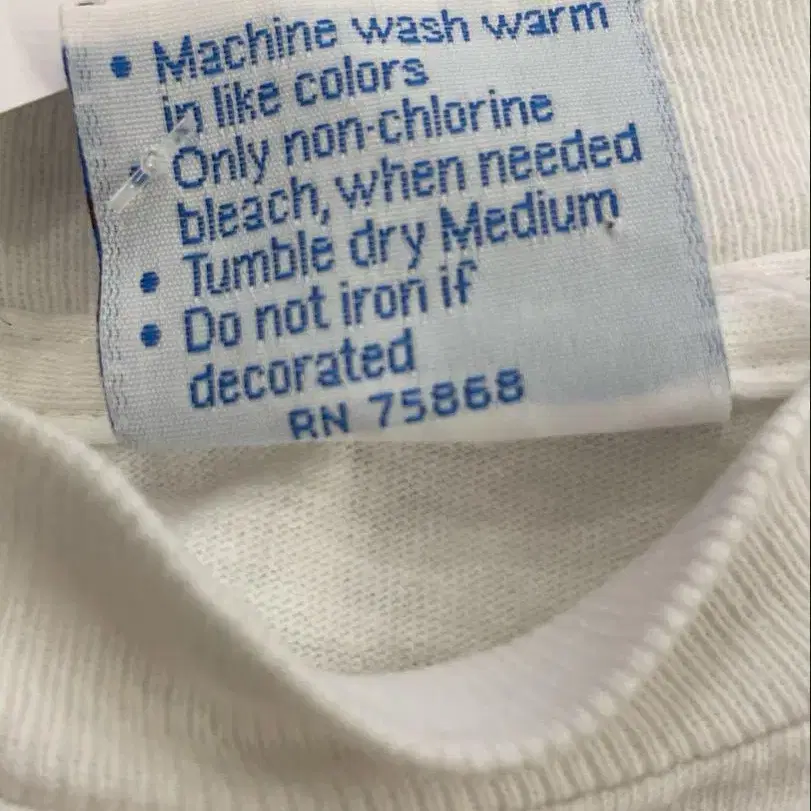 • Machine wash warm
in like colors
• Only non-chlorine
bleach, when needed
• Tumble dry Medium
• Do not iron if
decorated
RN 75868